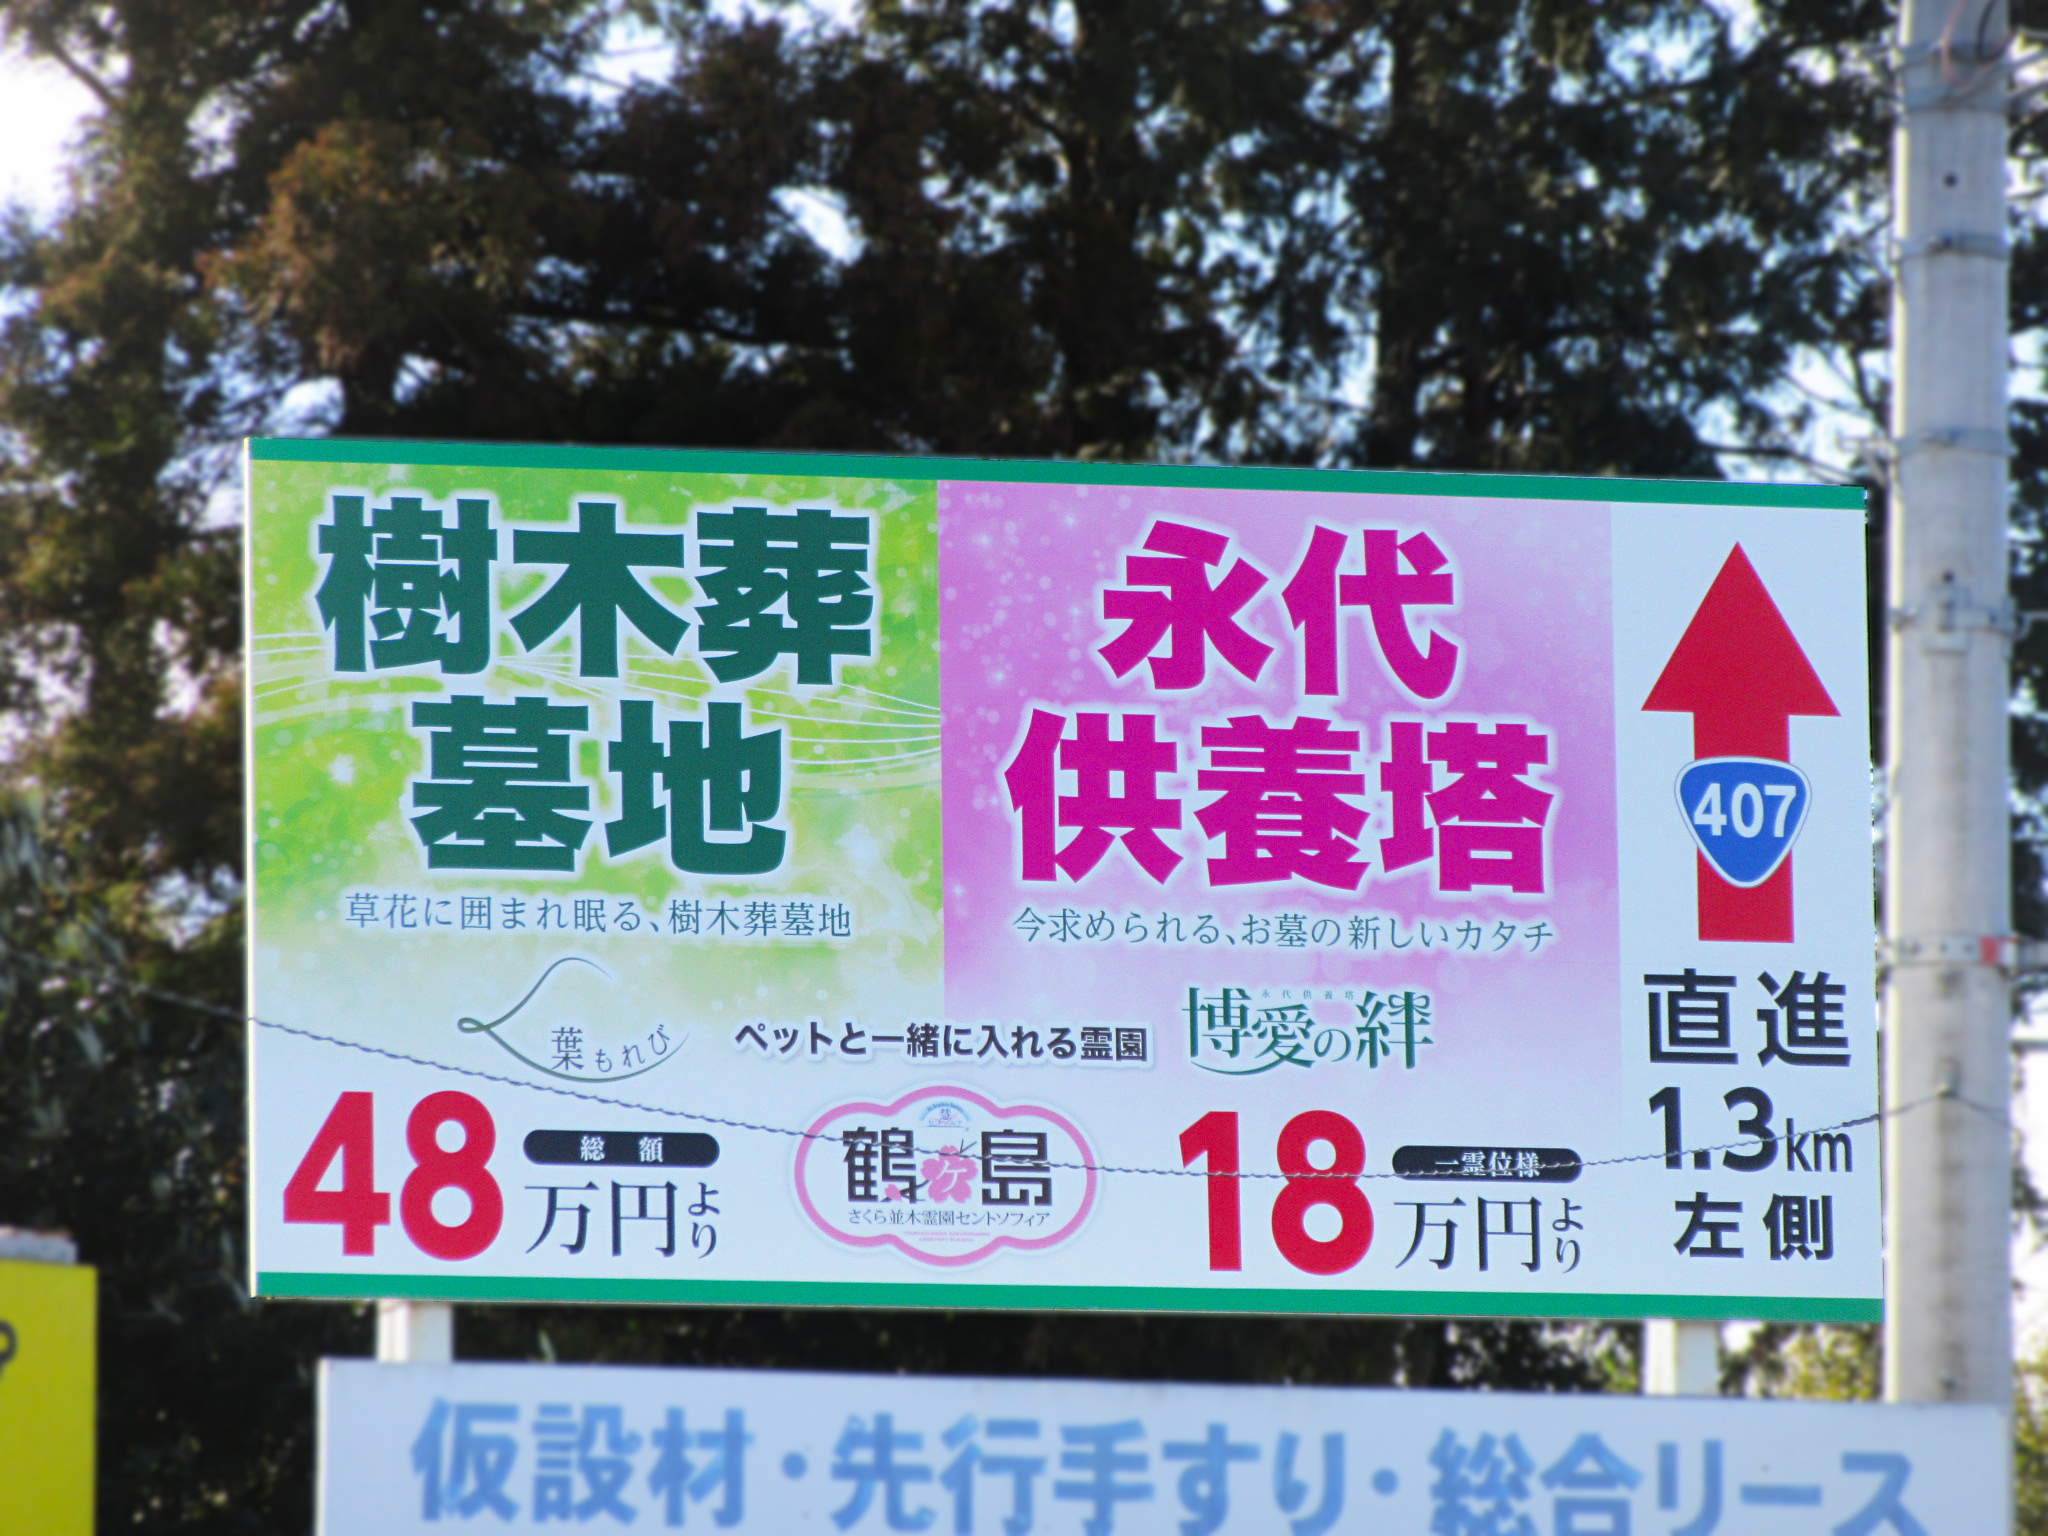 樹木葬
墓地
草花に囲まれ眠る、樹木葬墓地
葉もれび
48万円より
総額
永代
供養塔
今求められる、お墓の新しいカタチ
永代供養塔
博愛の絆
18万円より
一霊位様
ペットと一緒に入れる霊園
鶴ヶ島
さくら並木霊園セントソフィア
407
直進
1.3km
左側
仮設材・先行手すり・総合リース